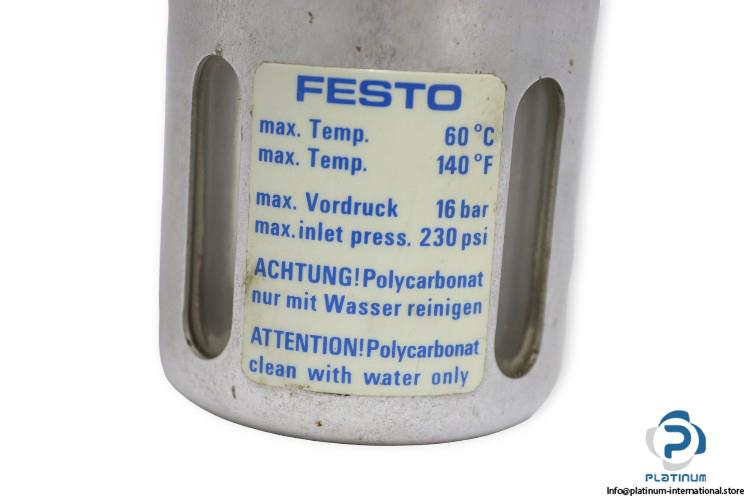 FESTO
max. Temp. 60 °C
max. Temp. 140 °F
max. Vordruck 16 bar
max. inlet press. 230 psi
ACHTUNG! Polycarbonat
nur mit Wasser reinigen
ATTENTION! Polycarbonat
clean with water only
PLATINUM
Info@platinum-international.store